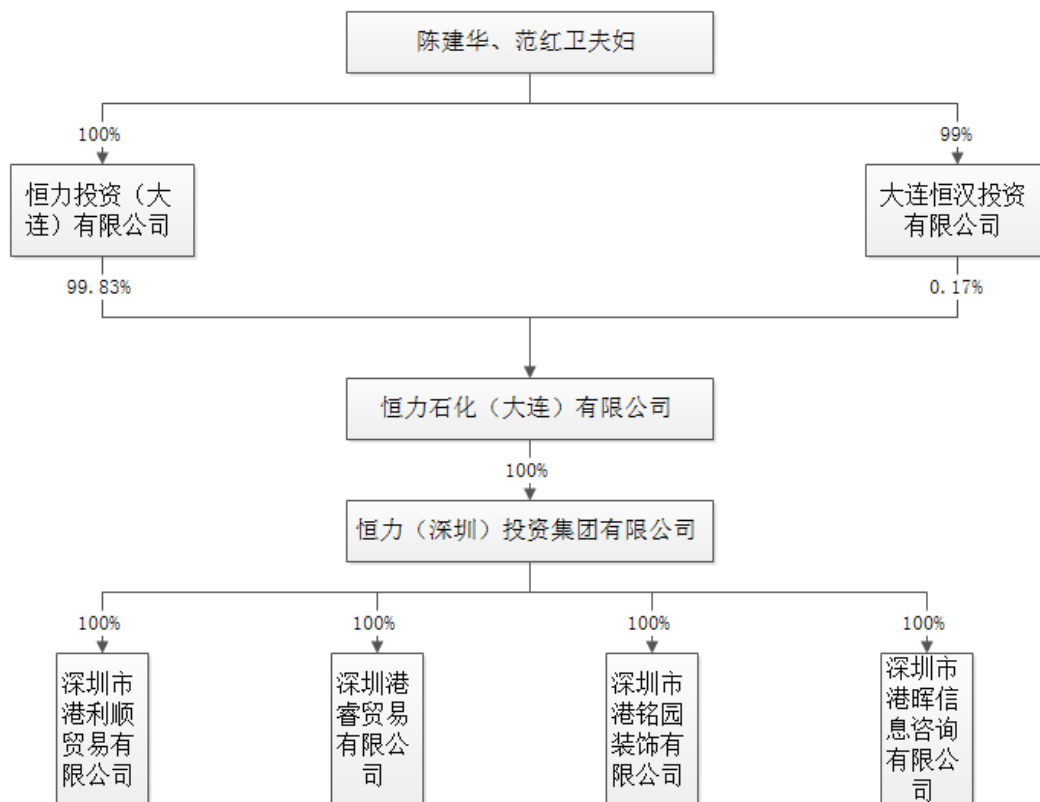 陈建华、范红卫夫妇
100%
99%
恒力投资（大
连）有限公司
大连恒汉投资
有限公司
99.83%
0.17%
恒力石化（大连）有限公司
100%
恒力（深圳）投资集团有限公司
100%
100%
100%
100%
深圳市
港利顺
贸易有
限公司
深圳港
睿贸易
有限公
司
深圳市
港铭园
装饰有
限公司
深圳市
港晖信
息咨询
有限公
司